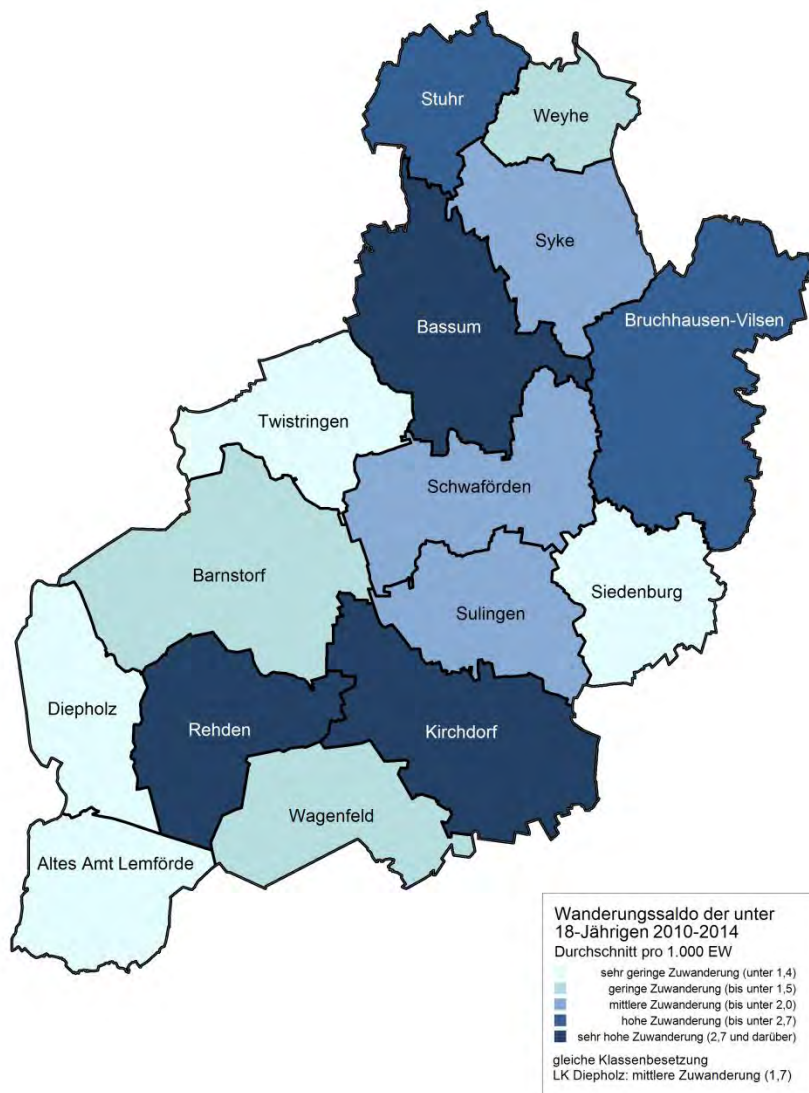 Stuhr
Weyhe
Syke
Bruchhausen-Vilsen
Bassum
Twistringen
Schwaförden
Barnstorf
Siedenburg
Sulingen
Diepholz
Rehden
Kirchdorf
Wagenfeld
Altes Amt Lemförde
Wanderungssaldo der unter
18-Jährigen 2010-2014
Durchschnitt pro 1.000 EW
sehr geringe Zuwanderung (unter 1,4)
geringe Zuwanderung (bis unter 1,5)
mittlere Zuwanderung (bis unter 2,0)
hohe Zuwanderung (bis unter 2,7)
sehr hohe Zuwanderung (2,7 und darüber)
gleiche Klassenbesetzung
LK Diepholz: mittlere Zuwanderung (1,7)